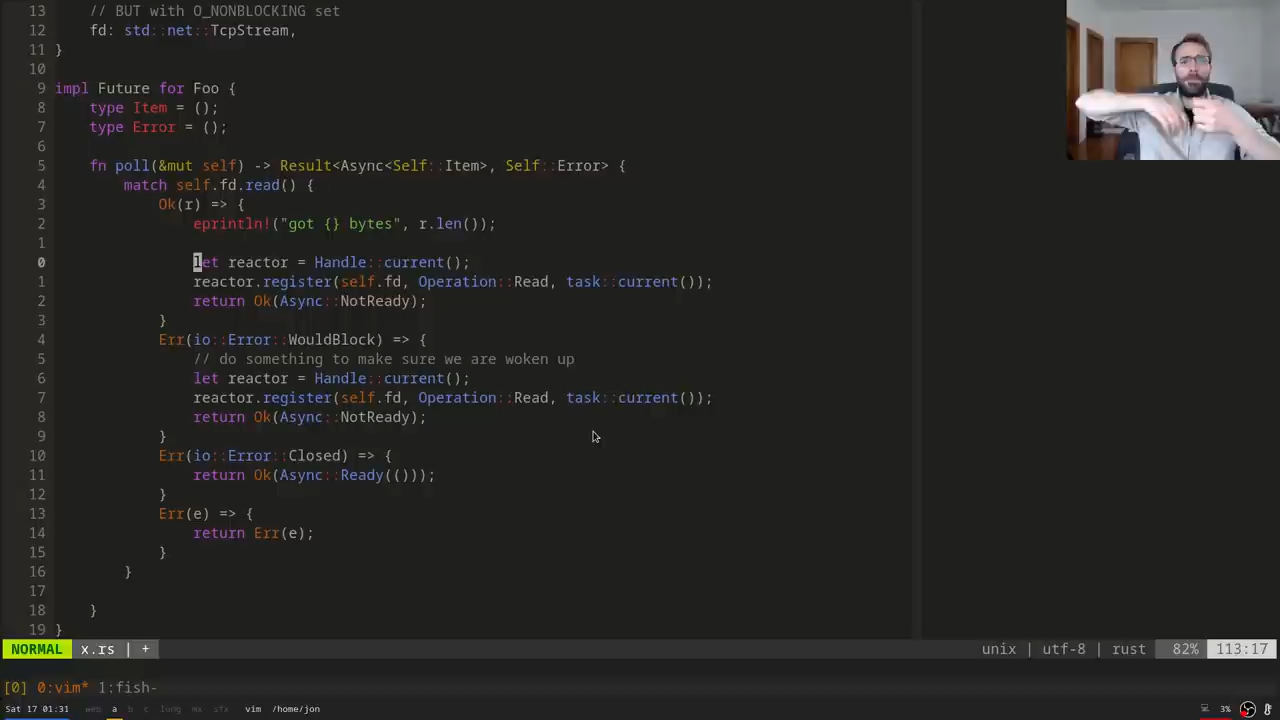 13 // BUT with O_NONBLOCKING set
12 fd: std::net::TcpStream,
11 }
10
9 impl Future for Foo {
8 type Item = ();
7 type Error = ();
6
5 fn poll(&mut self) -> Result<Async<Self::Item>, Self::Error> {
4 match self.fd.read() {
3 Ok(r) => {
2 eprintln!("got {} bytes", r.len());
1
0 let reactor = Handle::current();
1 reactor.register(self.fd, Operation::Read, task::current());
2 return Ok(Async::NotReady);
3 }
4 Err(io::Error::WouldBlock) => {
5 // do something to make sure we are woken up
6 let reactor = Handle::current();
7 reactor.register(self.fd, Operation::Read, task::current());
8 return Ok(Async::NotReady);
9 }
10 Err(io::Error::Closed) => {
11 return Ok(Async::Ready(()));
12 }
13 Err(e) => {
14 return Err(e);
15 }
16 }
17
18 }
19 }
NORMAL x.rs | + unix | utf-8 | rust 82% 113:17
[0] 0:vim* 1:fish-
Sat 17 01:31 web a b c lung mx sfx vim /home/jon 3%